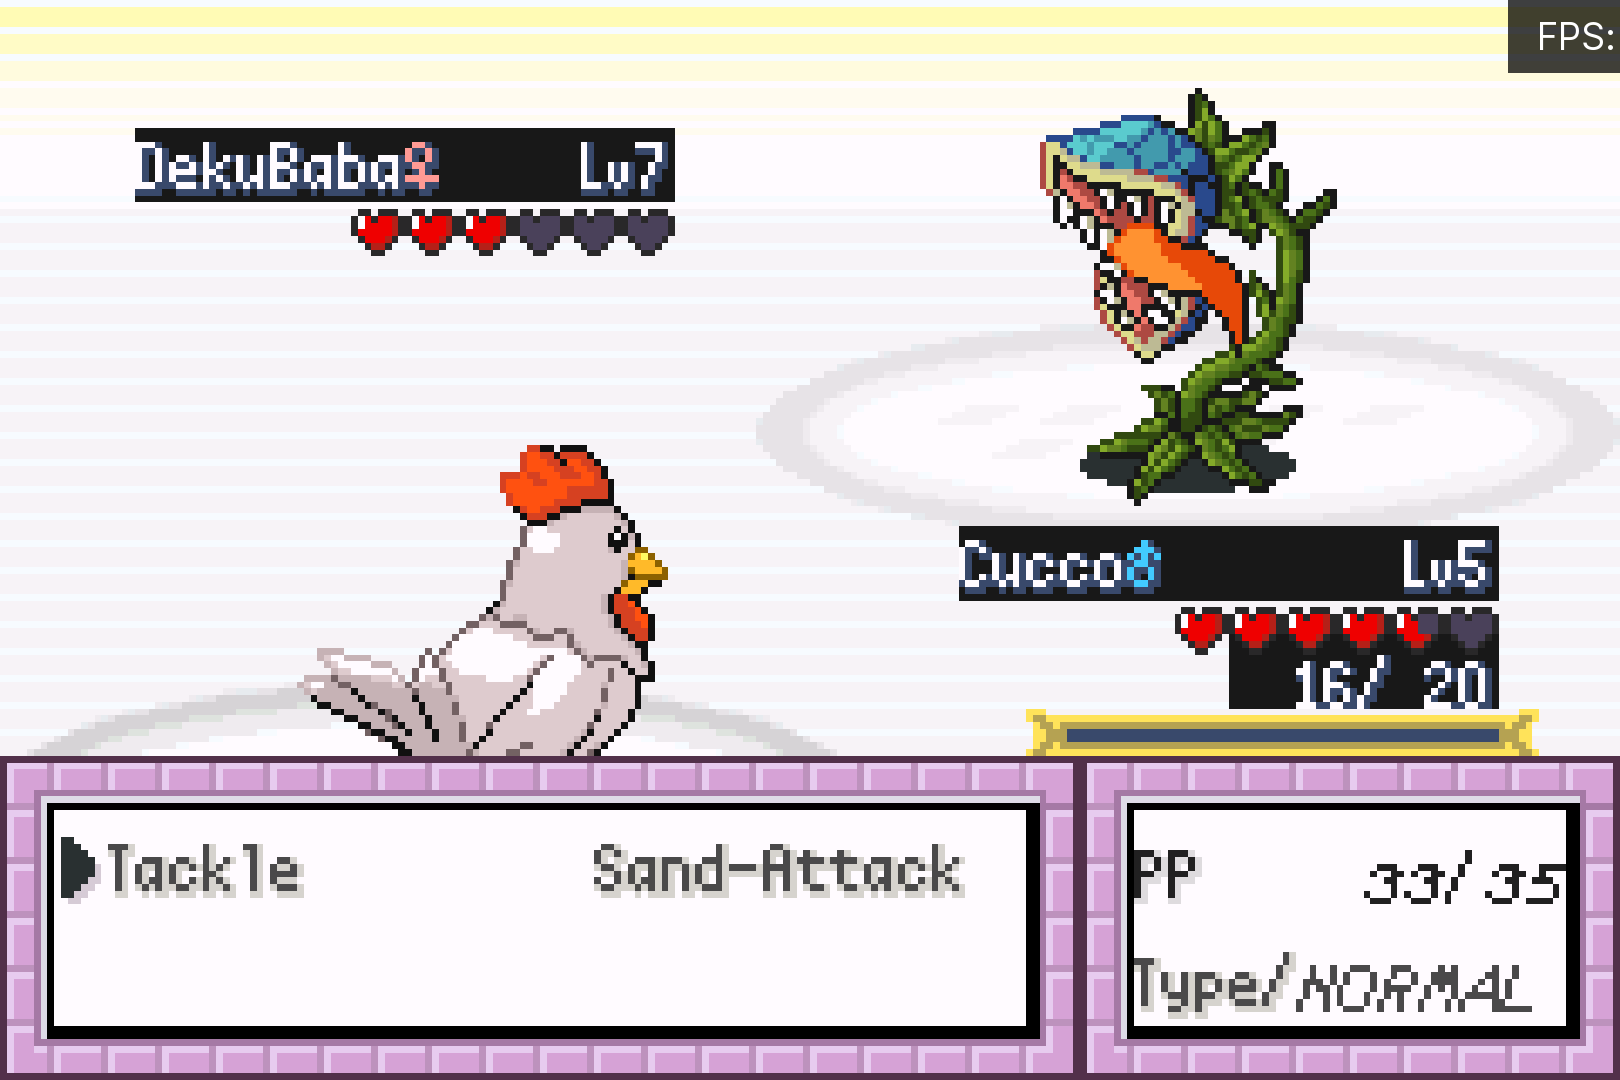 FPS:
DekuBaba♀ Lv7
Cucco♂ Lv5
16/ 20
Tackle Sand-Attack
PP 33/35
Type/NORMAL